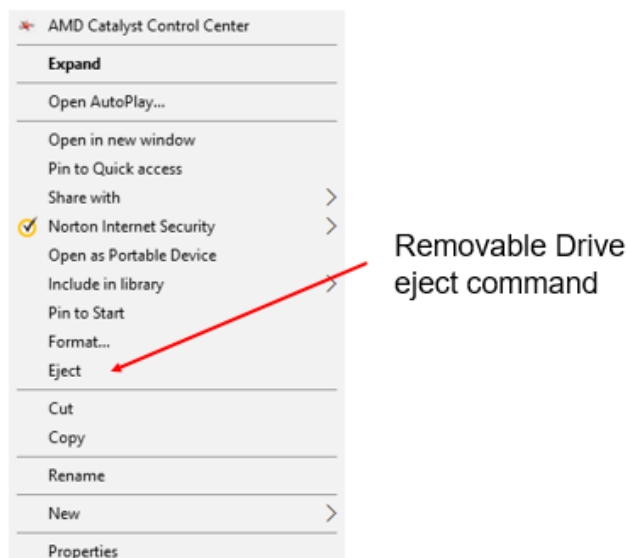 AMD Catalyst Control Center
Expand
Open AutoPlay...
Open in new window
Pin to Quick access
Share with
Norton Internet Security
Open as Portable Device
Include in library
Pin to Start
Format...
Eject
Cut
Copy
Rename
New
Properties
Removable Drive
eject command